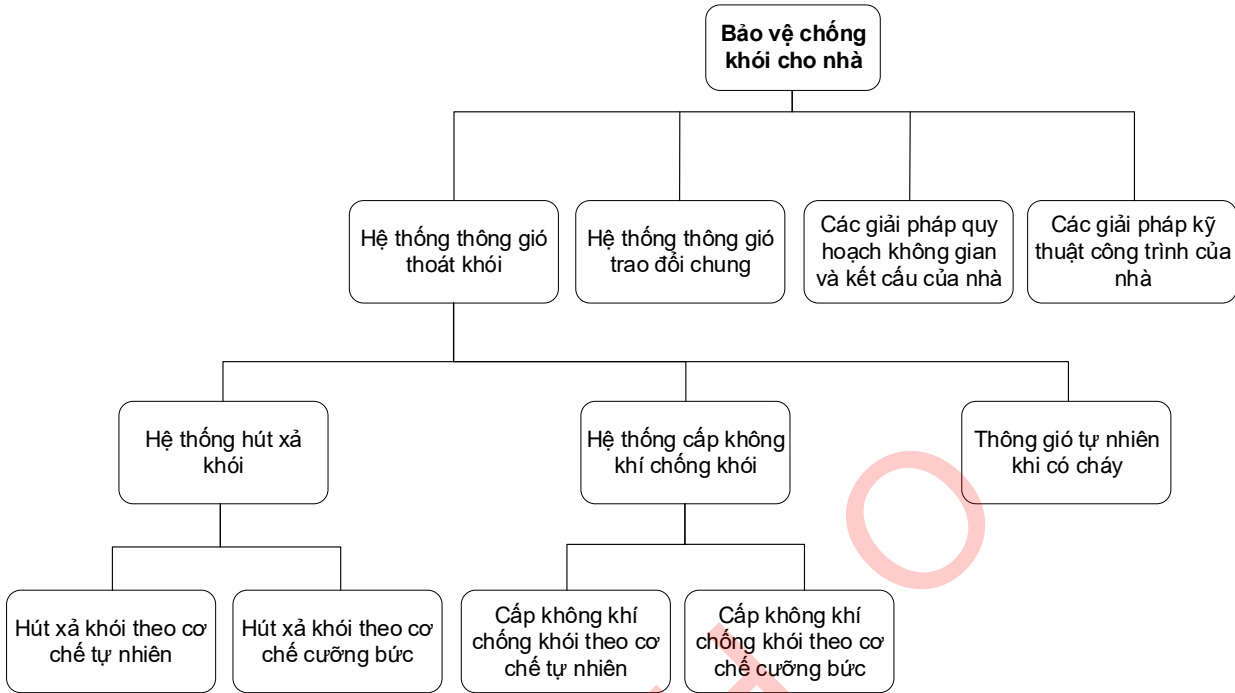 Bảo vệ chống
khói cho nhà
Hệ thống thông gió
thoát khói
Hệ thống thông gió
trao đổi chung
Các giải pháp quy
hoạch không gian
và kết cấu của nhà
Các giải pháp kỹ
thuật công trình của
nhà
Hệ thống hút xả
khói
Hệ thống cấp không
khí chống khói
Thông gió tự nhiên
khi có cháy
Hút xả khói theo cơ
chế tự nhiên
Hút xả khói theo cơ
chế cưỡng bức
Cấp không khí
chống khói theo cơ
chế tự nhiên
Cấp không khí
chống khói theo cơ
chế cưỡng bức